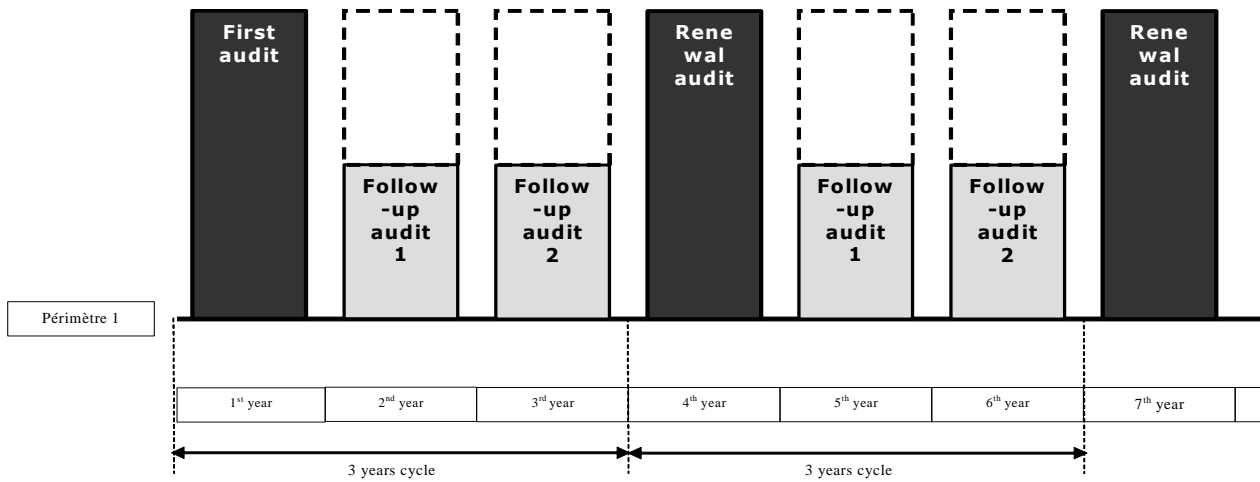 First
audit
Follow
-up
audit
1
Follow
-up
audit
2
Rene
wal
audit
Follow
-up
audit
1
Follow
-up
audit
2
Rene
wal
audit
Périmètre 1
1st year
2nd year
3rd year
4th year
5th year
6th year
7th year
3 years cycle
3 years cycle